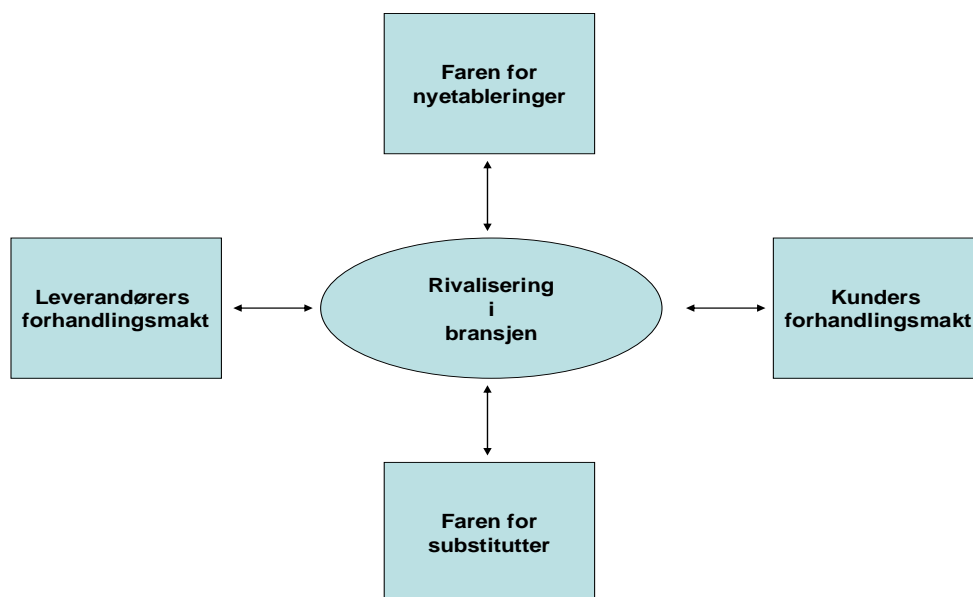 Faren for
nyetableringer
Leverandørers
forhandlingsmakt
Rivalisering
i
bransjen
Kunders
forhandlingsmakt
Faren for
substitutter